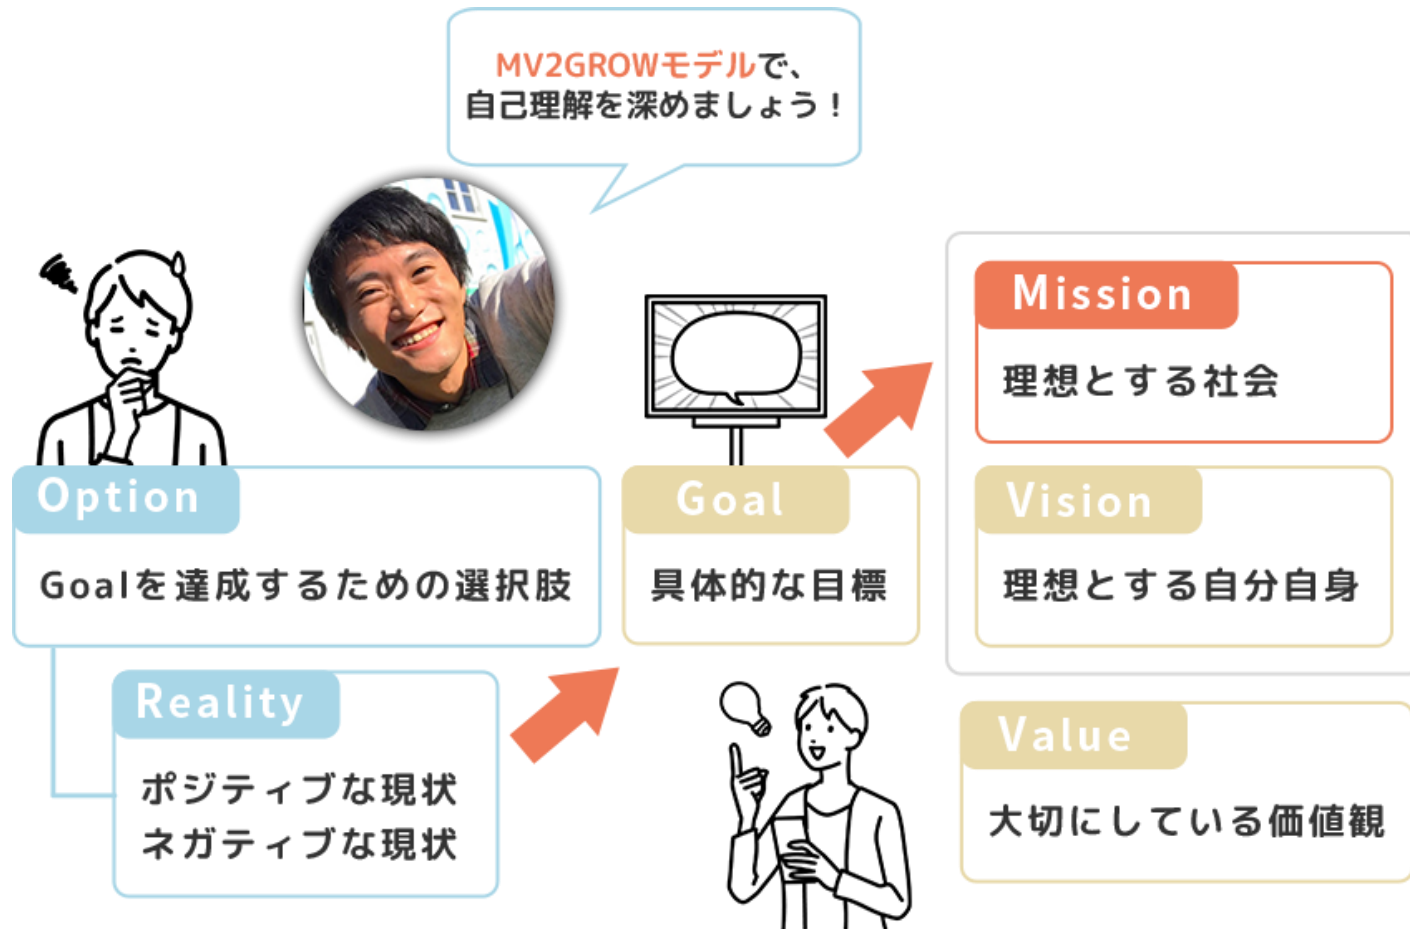 MV2GROWモデルで、
自己理解を深めましょう！
Mission
理想とする社会
Option
Goalを達成するための選択肢
Goal
具体的な目標
Vision
理想とする自分自身
Reality
ポジティブな現状
ネガティブな現状
Value
大切にしている価値観